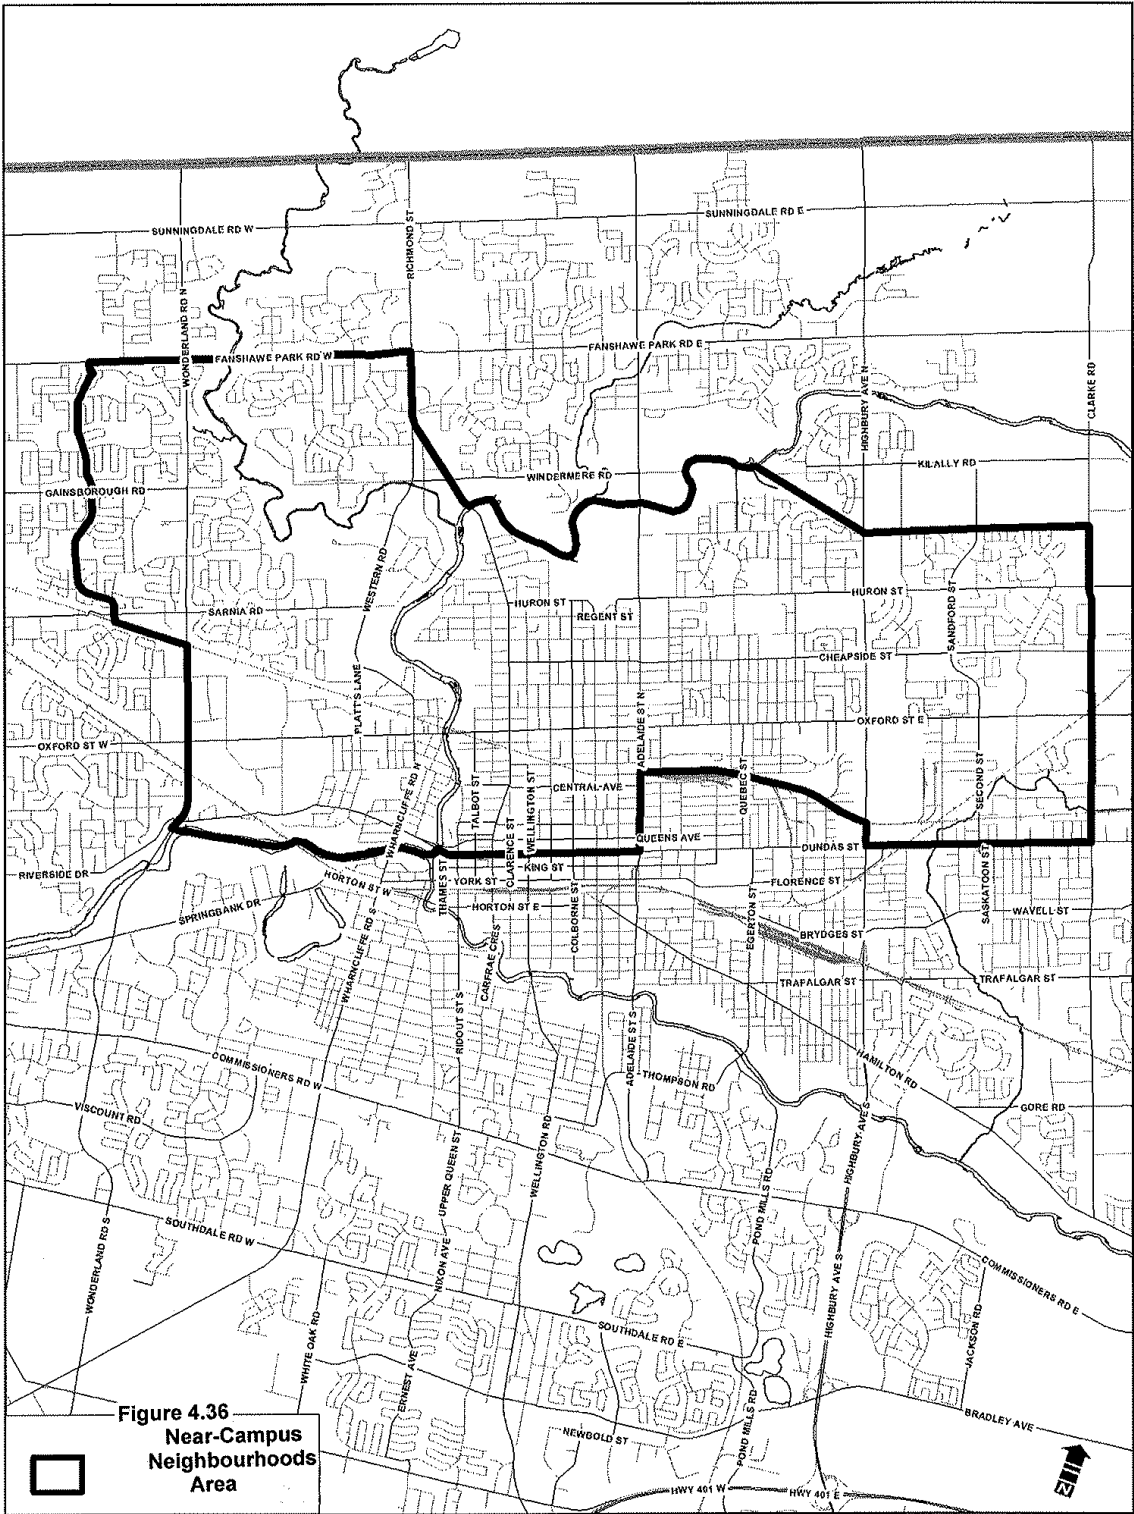 SUNNINGDALE RD W
SUNNINGDALE RD E
RICHMOND ST
WONDERLAND RD N
FANSHAWE PARK RD W
FANSHAWE PARK RD E
HIGHBURY AVE N
CLARKE RD
GAINSBOROUGH RD
WINDERMERE RD
KILALLY RD
WESTERN RD
SARNIA RD
HURON ST
REGENT ST
HURON ST
SANDFORD ST
CHEAPSIDE ST
PLATT'S LANE
ADELAIDE ST N
OXFORD ST W
OXFORD ST E
WHARNCLIFFE RD N
TALBOT ST
CLARENCE ST
WELLINGTON ST
CENTRAL AVE
QUEBEC ST
SECOND ST
QUEENS AVE
DUNDAS ST
RIVERSIDE DR
HORTON ST W
THAMES ST
KING ST
YORK ST
HORTON ST E
COLBORNE ST
FLORENCE ST
EGERTON ST
SASKATOON ST
WAVELL ST
SPRINGBANK DR
BRYDGES ST
WHARNCLIFFE RD S
CARFRAE CRES
TRAFALGAR ST
TRAFALGAR ST
RIDOUT ST S
ADELAIDE ST S
COMMISSIONERS RD W
THOMPSON RD
HAMILTON RD
VISCOUNT RD
GORE RD
HIGHBURY AVE S
WELLINGTON RD
UPPER QUEEN ST
POND MILLS RD
SOUTHDALE RD W
WONDERLAND RD S
NIXON AVE
COMMISSIONERS RD E
HIGHBURY AVE S
JACKSON RD
WHITE OAK RD
SOUTHDALE RD E
ERNEST AVE
POND MILLS RD
BRADLEY AVE
NEWBOLD ST
HWY 401 W
HWY 401 E
Figure 4.36
Near-Campus
Neighbourhoods
Area
N